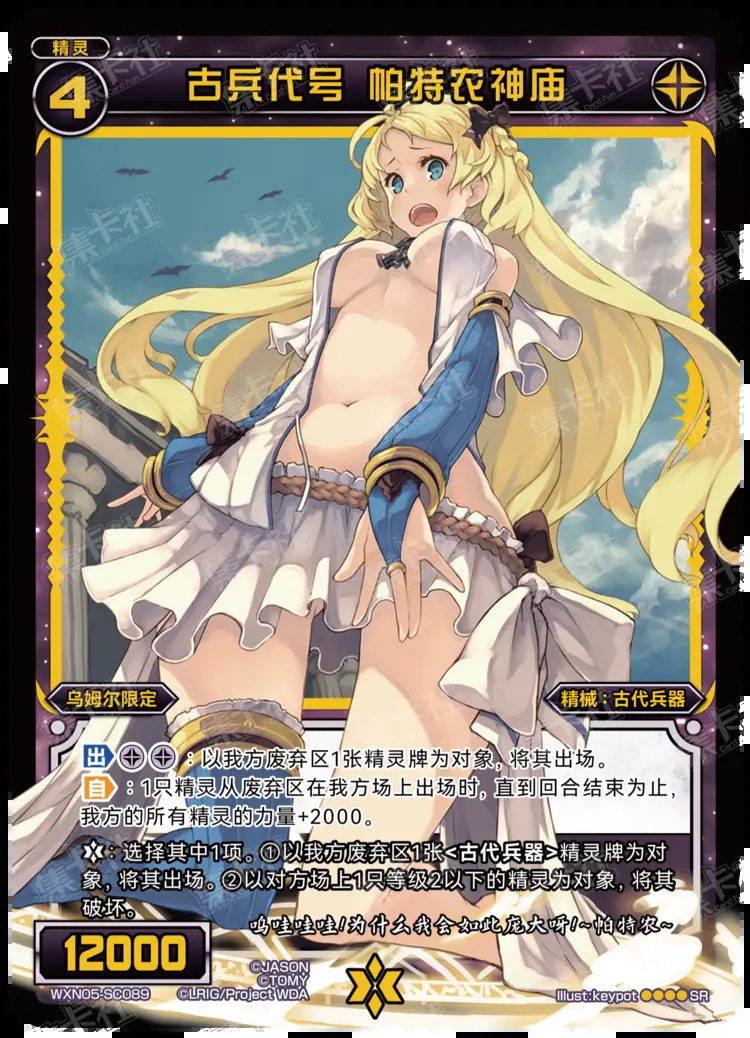 精灵
4
古兵代号 帕特农神庙
乌姆尔限定
精械：古代兵器
出 ：以我方废弃区1张精灵牌为对象，将其出场。
自 ：1只精灵从废弃区在我方场上出场时，直到回合结束为止，
我方的所有精灵的力量+2000。
：选择其中1项。①以我方废弃区1张<古代兵器>精灵牌为对
象，将其出场。②以对方场上1只等级2以下的精灵为对象，将其
破坏。
呜哇哇哇!为什么我会如此庞大呀!~帕特农~
12000
©JASON
©TOMY
WXN05-SC089 ©LRIG/Project WDA
Illust:keypot SR
集卡社